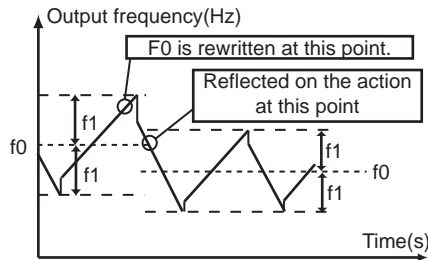 Output frequency(Hz)
F0 is rewritten at this point.
Reflected on the action
at this point
f1
f0
f1
f1
f0
f1
Time(s)